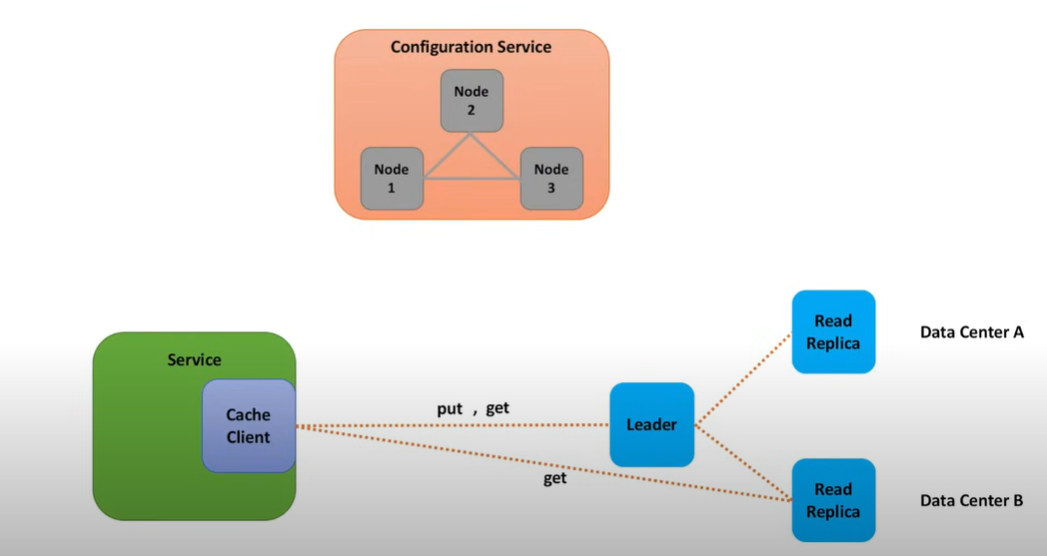 Configuration Service
Node
2
Node
1
Node
3
Read
Replica
Data Center A
Service
Cache
Client
put , get
Leader
get
Read
Replica
Data Center B